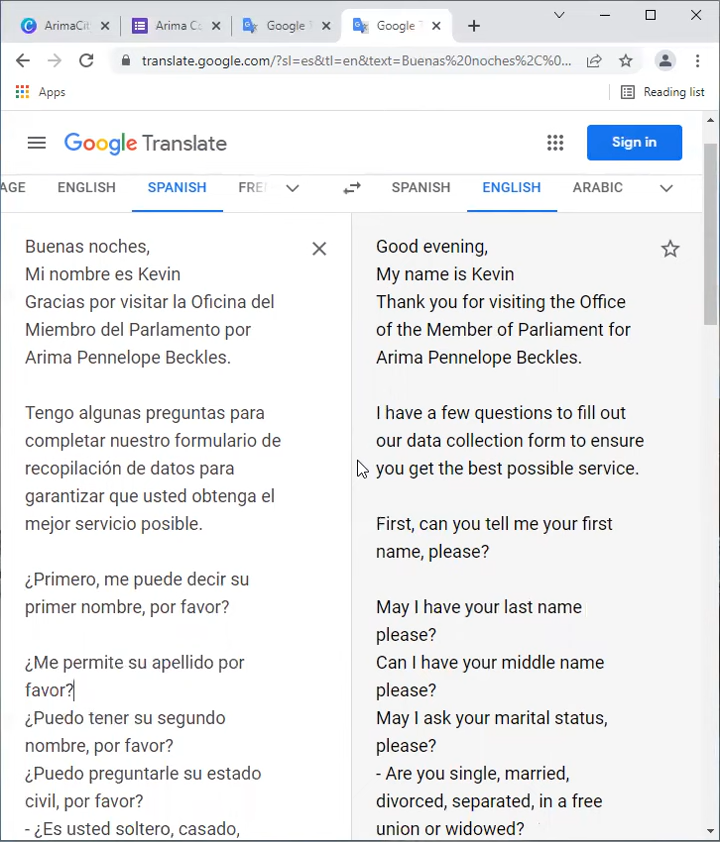 ArimaCit
Arima Co
Google T
Google T
translate.google.com/?sl=es&tl=en&text=Buenas%20noches%2C%0...
Apps
Reading list
Google Translate
Sign in
AGE
ENGLISH
SPANISH
FREN
SPANISH
ENGLISH
ARABIC
Buenas noches,
Mi nombre es Kevin
Gracias por visitar la Oficina del
Miembro del Parlamento por
Arima Pennelope Beckles.
Tengo algunas preguntas para
completar nuestro formulario de
recopilación de datos para
garantizar que usted obtenga el
mejor servicio posible.
¿Primero, me puede decir su
primer nombre, por favor?
¿Me permite su apellido por
favor?
¿Puedo tener su segundo
nombre, por favor?
¿Puedo preguntarle su estado
civil, por favor?
- ¿Es usted soltero, casado,
Good evening,
My name is Kevin
Thank you for visiting the Office
of the Member of Parliament for
Arima Pennelope Beckles.
I have a few questions to fill out
our data collection form to ensure
you get the best possible service.
First, can you tell me your first
name, please?
May I have your last name
please?
Can I have your middle name
please?
May I ask your marital status,
please?
- Are you single, married,
divorced, separated, in a free
union or widowed?